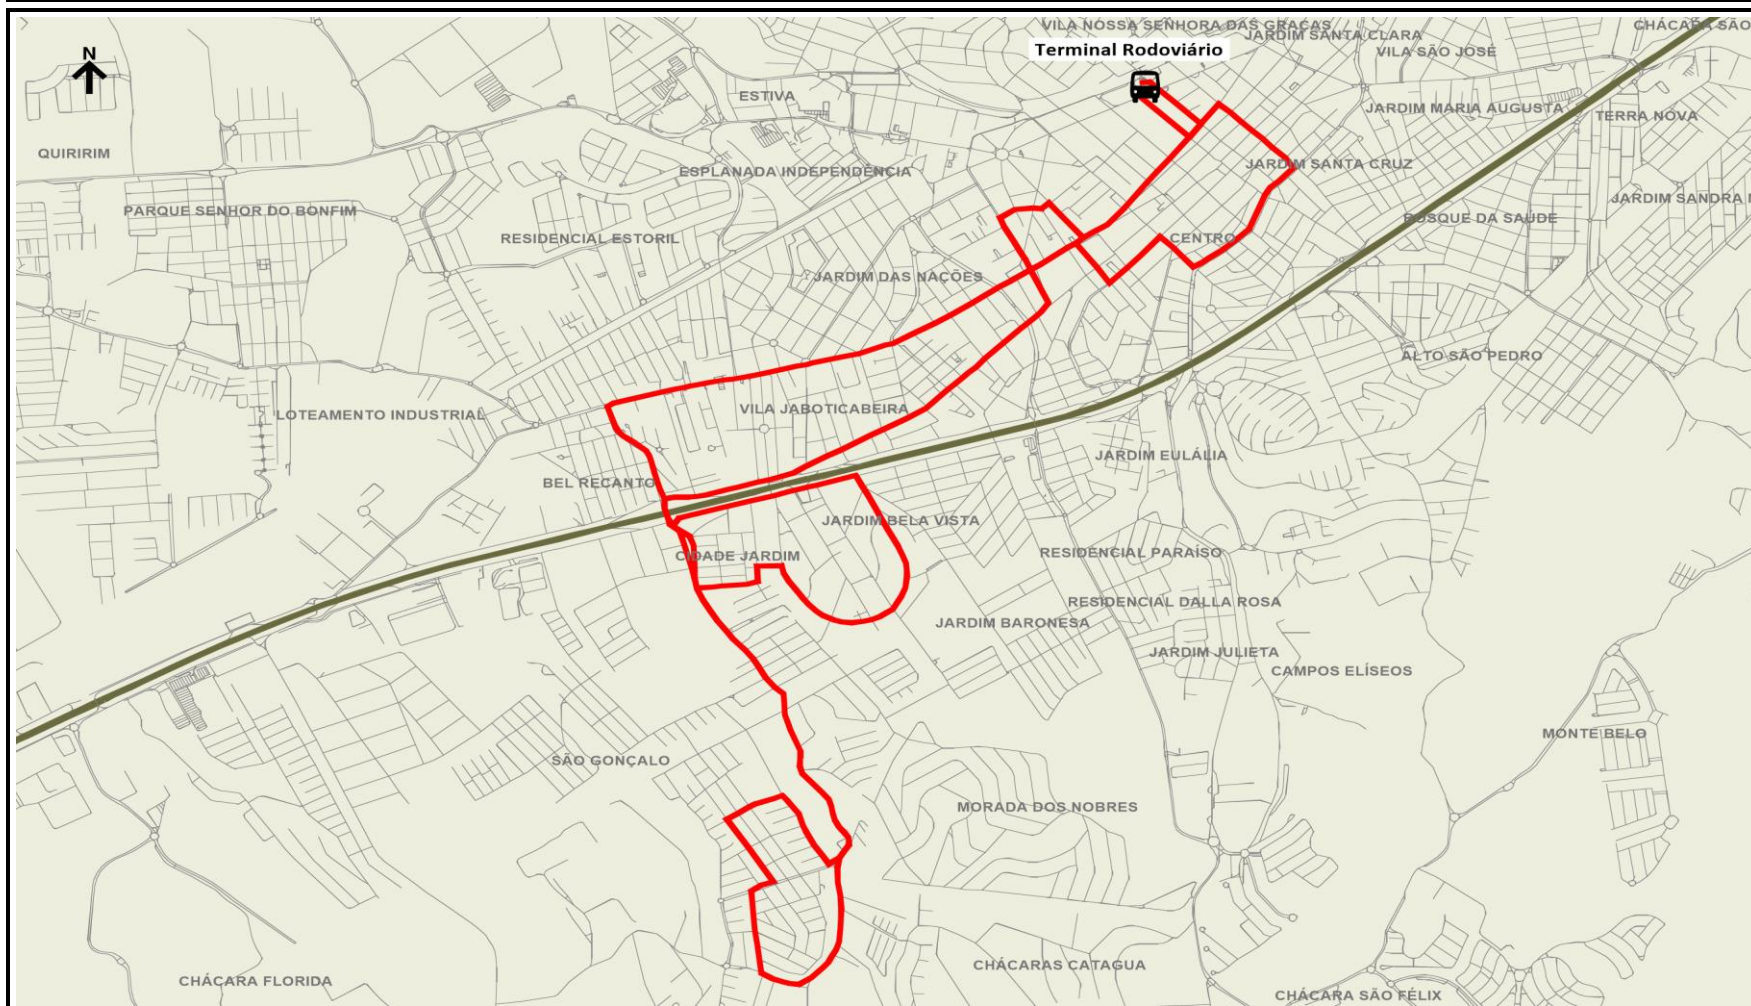 VILA NOSSA SENHORA DAS GRAÇAS
CHÁCARA SÃO
JARDIM SANTA CLARA
N
Terminal Rodoviário
VILA SÃO JOSÉ
ESTIVA
JARDIM MARIA AUGUSTA
TERRA NOVA
QUIRIRIM
JARDIM SANTA CRUZ
ESPLANADA INDEPENDÊNCIA
JARDIM SANDRA
PARQUE SENHOR DO BONFIM
BOSQUE DA SAÚDE
RESIDENCIAL ESTORIL
CENTRO
JARDIM DAS NAÇÕES
ALTO SÃO PEDRO
LOTEAMENTO INDUSTRIAL
VILA JABOTICABEIRA
JARDIM EULÁLIA
BEL RECANTO
JARDIM BELA VISTA
CIDADE JARDIM
RESIDENCIAL PARAÍSO
RESIDENCIAL DALLA ROSA
JARDIM BARONESA
JARDIM JULIETA
CAMPOS ELÍSEOS
MONTE BELO
SÃO GONÇALO
MORADA DOS NOBRES
CHÁCARAS CATAGUA
CHÁCARA FLORIDA
CHÁCARA SÃO FÉLIX